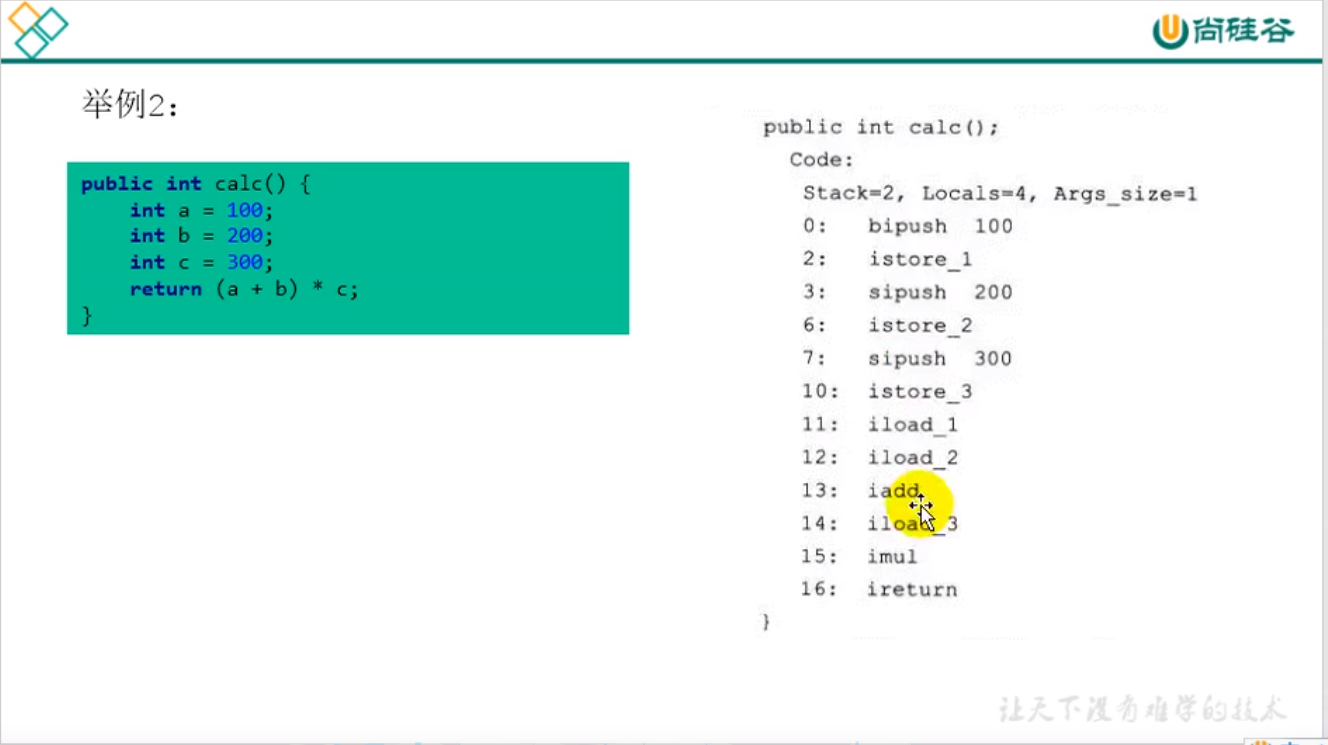 尚硅谷
举例2：
public int calc() {
    int a = 100;
    int b = 200;
    int c = 300;
    return (a + b) * c;
}
public int calc();
Code:
Stack=2, Locals=4, Args_size=1
0: bipush 100
2: istore_1
3: sipush 200
6: istore_2
7: sipush 300
10: istore_3
11: iload_1
12: iload_2
13: iadd
14: iload_3
15: imul
16: ireturn
}
让天下没有难学的技术